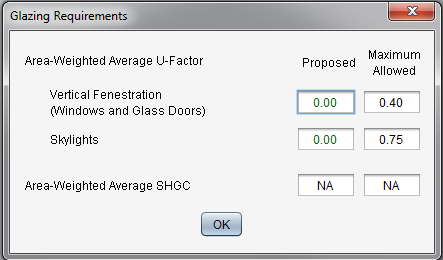 Glazing Requirements
Area-Weighted Average U-Factor Proposed Maximum Allowed
Vertical Fenestration
(Windows and Glass Doors) 0.00 0.40
Skylights 0.00 0.75
Area-Weighted Average SHGC NA NA
OK